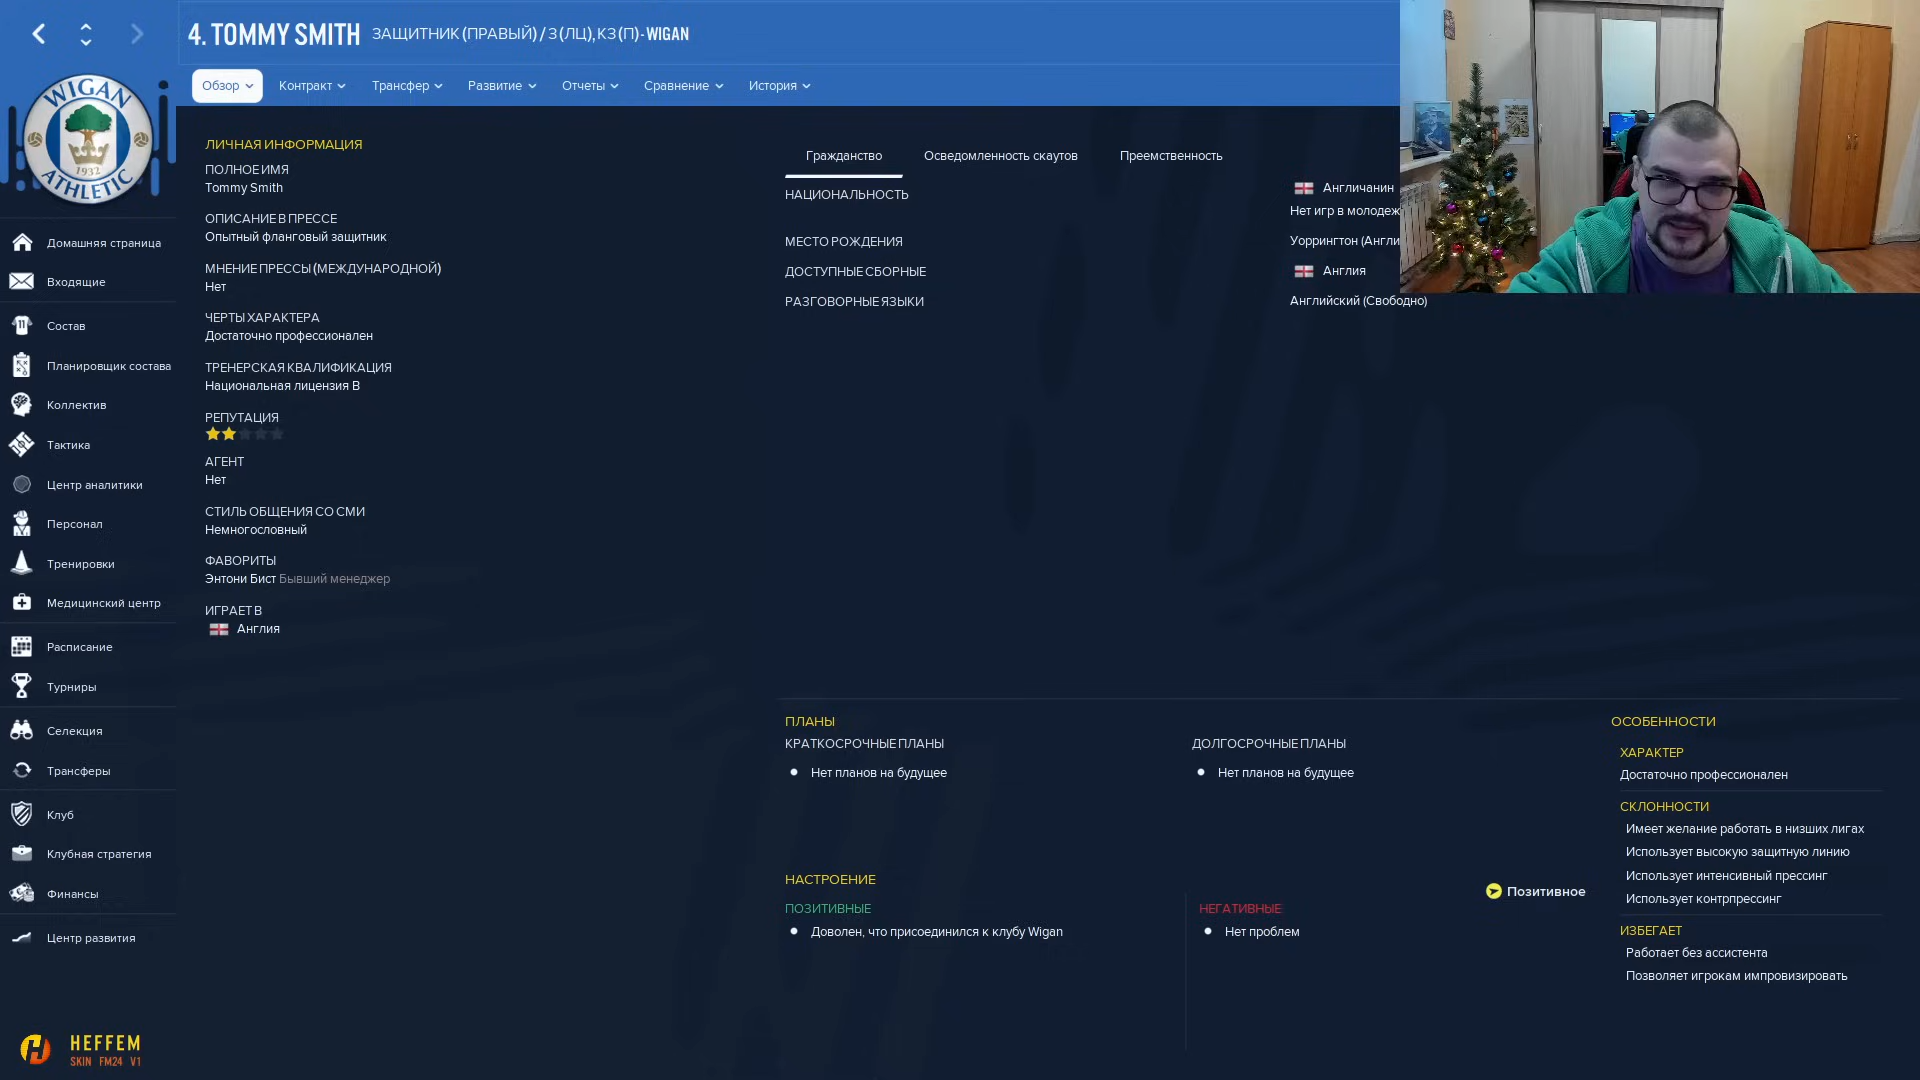 4. TOMMY SMITH ЗАЩИТНИК (ПРАВЫЙ) / З (ЛЦ), КЗ (П) - WIGAN
Обзор Контракт Трансфер Развитие Отчеты Сравнение История
WIGAN
1932
ATHLETIC
Домашняя страница
Входящие
Состав
Планировщик состава
Коллектив
Тактика
Центр аналитики
Персонал
Тренировки
Медицинский центр
Расписание
Турниры
Селекция
Трансферы
Клуб
Клубная стратегия
Финансы
Центр развития
HEFFEM
SKIN FM24 V1
ЛИЧНАЯ ИНФОРМАЦИЯ
ПОЛНОЕ ИМЯ
Tommy Smith
ОПИСАНИЕ В ПРЕССЕ
Опытный фланговый защитник
МНЕНИЕ ПРЕССЫ (МЕЖДУНАРОДНОЙ)
Нет
ЧЕРТЫ ХАРАКТЕРА
Достаточно профессионален
ТРЕНЕРСКАЯ КВАЛИФИКАЦИЯ
Национальная лицензия B
РЕПУТАЦИЯ
АГЕНТ
Нет
СТИЛЬ ОБЩЕНИЯ СО СМИ
Немногословный
ФАВОРИТЫ
Энтони Бист Бывший менеджер
ИГРАЕТ В
Англия
Гражданство Осведомленность скаутов Преемственность
НАЦИОНАЛЬНОСТЬ Англичанин
Нет игр в молодеж
МЕСТО РОЖДЕНИЯ Уоррингтон (Англи
ДОСТУПНЫЕ СБОРНЫЕ Англия
РАЗГОВОРНЫЕ ЯЗЫКИ Английский (Свободно)
ПЛАНЫ
КРАТКОСРОЧНЫЕ ПЛАНЫ
Нет планов на будущее
ДОЛГОСРОЧНЫЕ ПЛАНЫ
Нет планов на будущее
НАСТРОЕНИЕ
Позитивное
ПОЗИТИВНЫЕ
Доволен, что присоединился к клубу Wigan
НЕГАТИВНЫЕ
Нет проблем
ОСОБЕННОСТИ
ХАРАКТЕР
Достаточно профессионален
СКЛОННОСТИ
Имеет желание работать в низших лигах
Использует высокую защитную линию
Использует интенсивный прессинг
Использует контрпрессинг
ИЗБЕГАЕТ
Работает без ассистента
Позволяет игрокам импровизировать